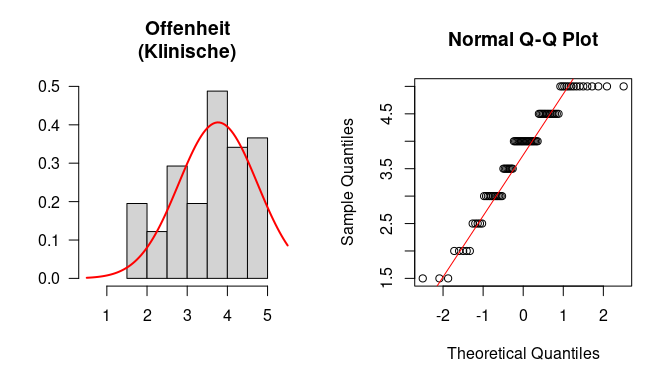 Offenheit
(Klinische)
0.5
0.4
0.3
0.2
0.1
0.0
1 2 3 4 5
Normal Q-Q Plot
Sample Quantiles
4.5
3.5
2.5
1.5
-2 -1 0 1 2
Theoretical Quantiles